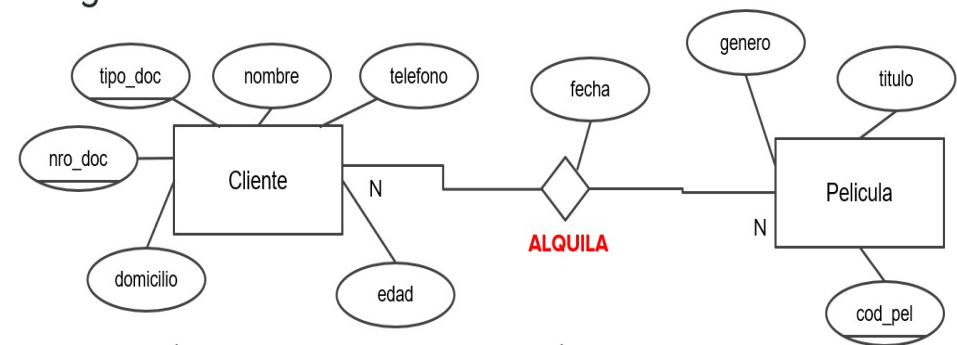 tipo_doc
nombre
telefono
nro_doc
Cliente
domicilio
edad
N
fecha
ALQUILA
genero
titulo
Pelicula
N
cod_pel